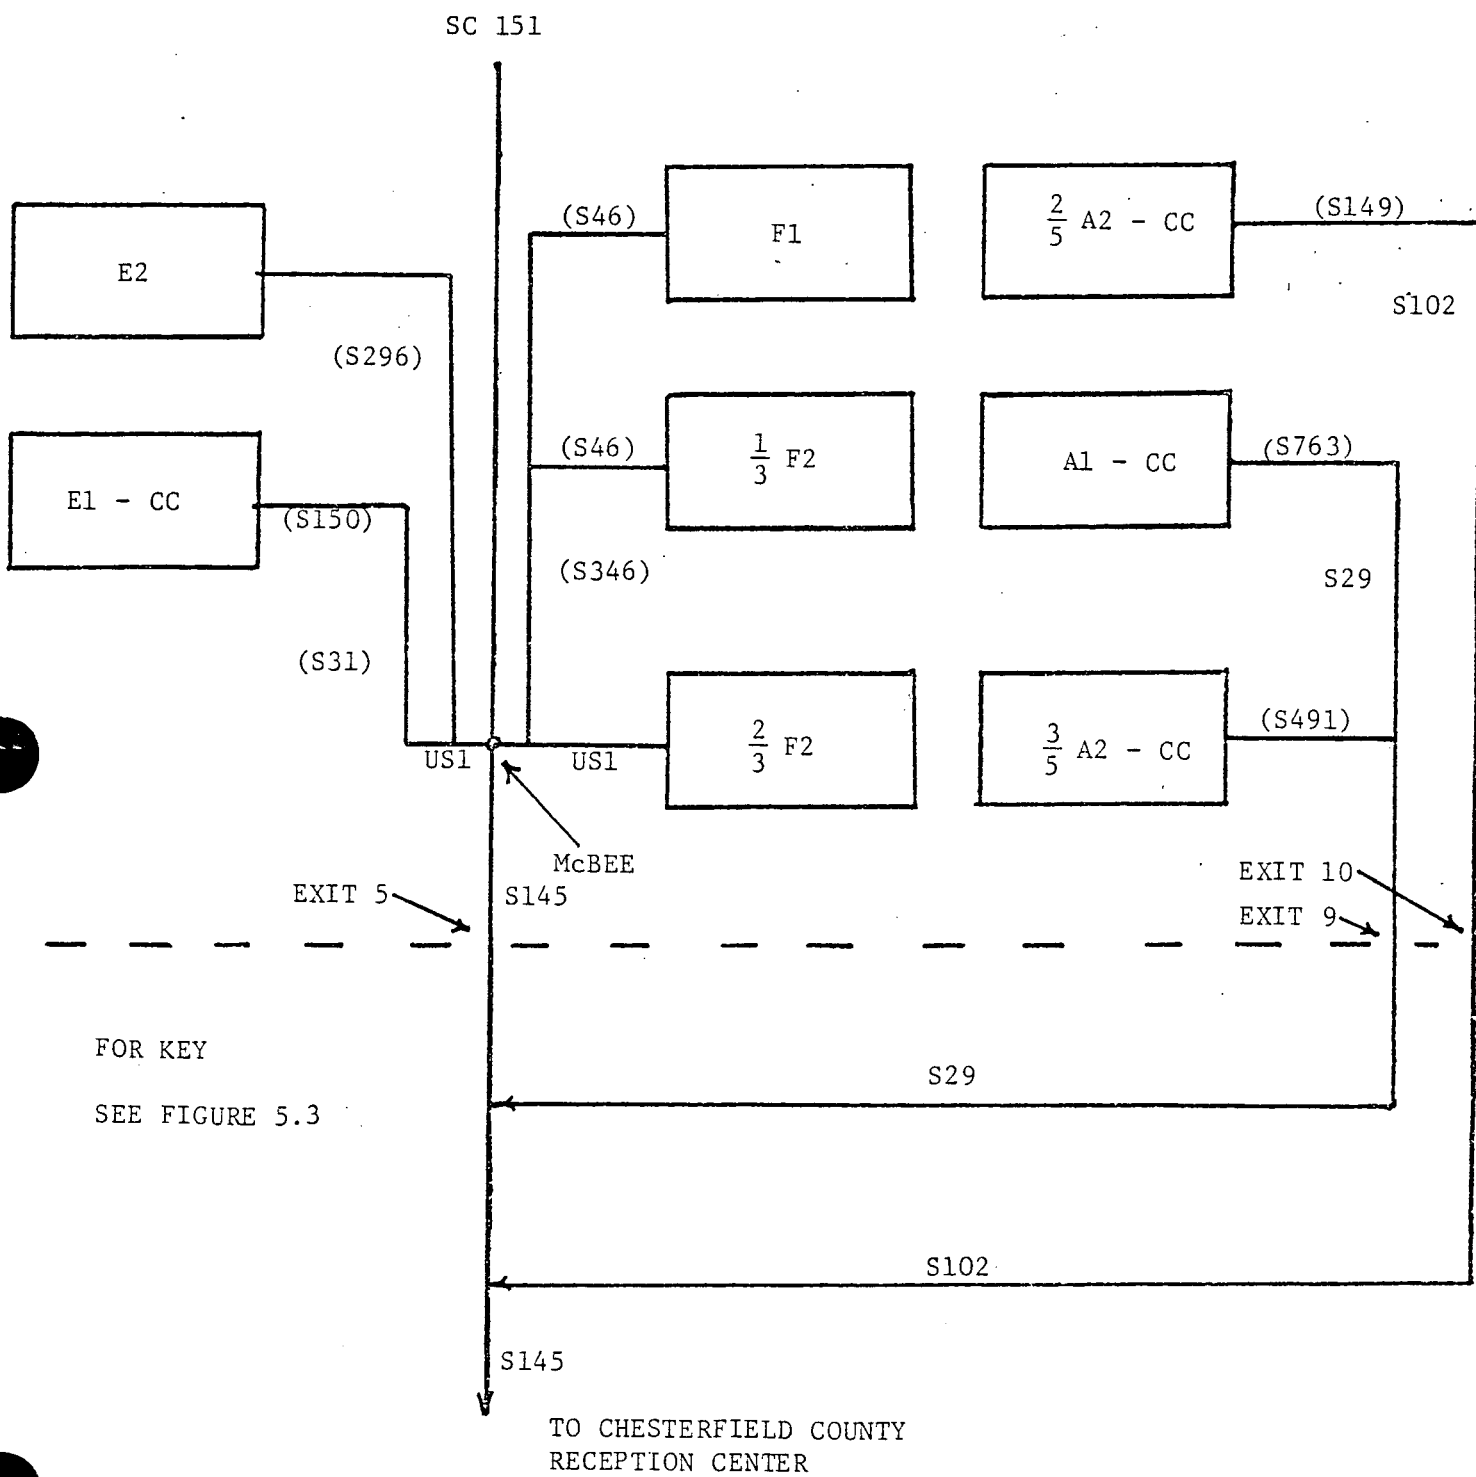 SC 151
(S46)
F1
2/5 A2 - CC
(S149)
E2
S102
(S296)
(S46)
1/3 F2
A1 - CC
(S763)
E1 - CC
(S150)
(S346)
S29
(S31)
US1
US1
2/3 F2
3/5 A2 - CC
(S491)
McBEE
EXIT 5
S145
EXIT 10
EXIT 9
FOR KEY
SEE FIGURE 5.3
S29
S102
S145
TO CHESTERFIELD COUNTY
RECEPTION CENTER